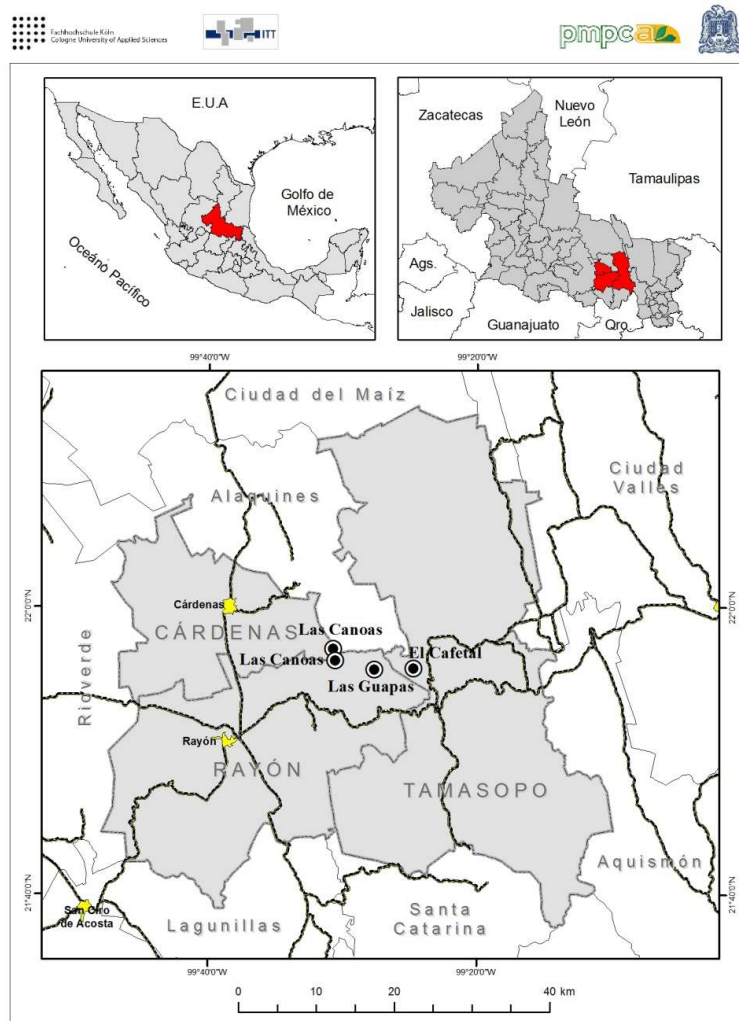 Fachhochschule Köln
Cologne University of Applied Sciences
ITT
pmpca
E.U.A
Golfo de
México
Oceánó Pacífico
Zacatecas
Nuevo
León
Tamaulipas
Ags.
Jalisco
Guanajuato
Qro.
99°40'0"W
99°20'0"W
Ciudad del Maíz
Ciudad
Valles
Alaquines
22°0'0"N
22°0'0"N
Cárdenas
CÁRDENAS
Las Canoas
Las Canoas
El Cafetal
Las Guapas
Rioverde
Rayón
RAYÓN
TAMASOPO
Aquismón
21°40'0"N
21°40'0"N
San Ciro
de Acosta
Lagunillas
Santa
Catarina
99°40'0"W
99°20'0"W
0 10 20 40 km